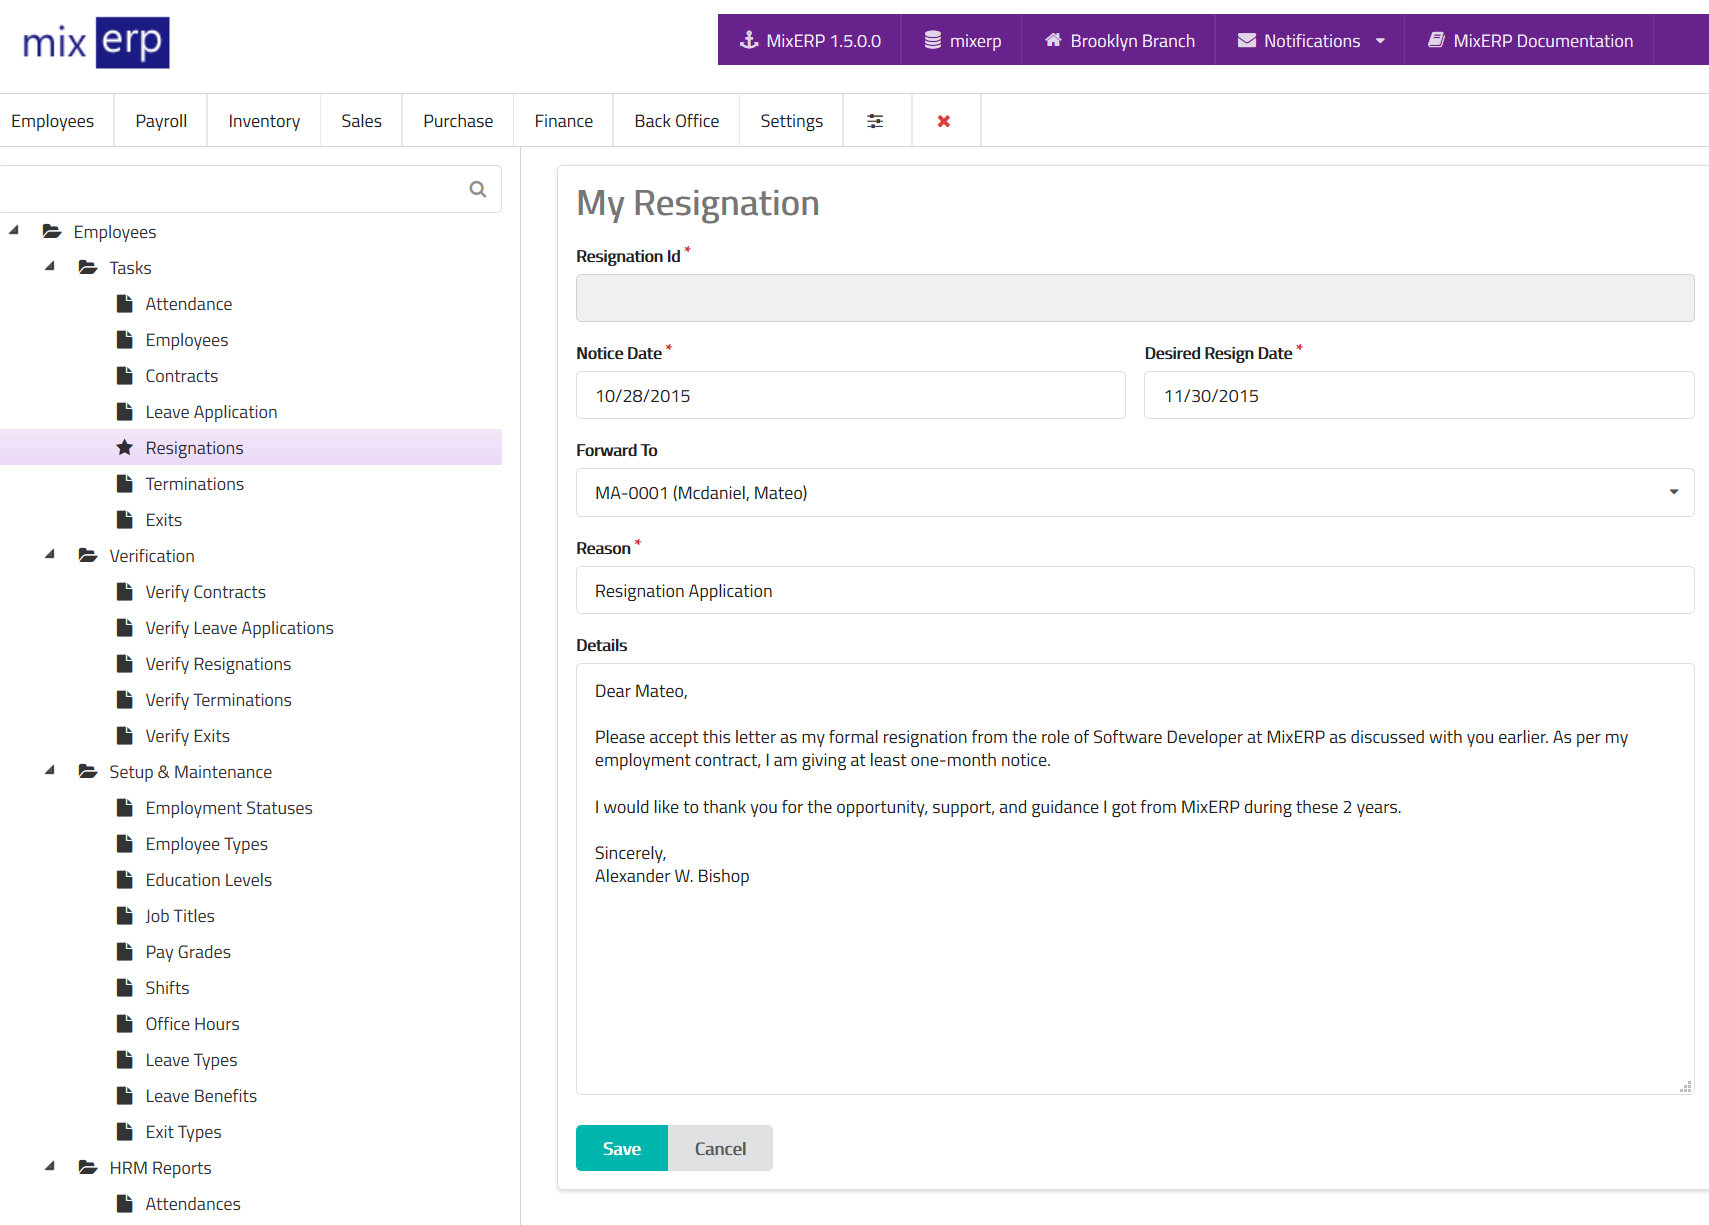 mix erp
MixERP 1.5.0.0
mixerp
Brooklyn Branch
Notifications
MixERP Documentation
Employees
Payroll
Inventory
Sales
Purchase
Finance
Back Office
Settings
Employees
Tasks
Attendance
Employees
Contracts
Leave Application
Resignations
Terminations
Exits
Verification
Verify Contracts
Verify Leave Applications
Verify Resignations
Verify Terminations
Verify Exits
Setup & Maintenance
Employment Statuses
Employee Types
Education Levels
Job Titles
Pay Grades
Shifts
Office Hours
Leave Types
Leave Benefits
Exit Types
HRM Reports
Attendances
My Resignation
Resignation Id *
Notice Date *
Desired Resign Date *
10/28/2015
11/30/2015
Forward To
MA-0001 (Mcdaniel, Mateo)
Reason *
Resignation Application
Details
Dear Mateo,
Please accept this letter as my formal resignation from the role of Software Developer at MixERP as discussed with you earlier. As per my
employment contract, I am giving at least one-month notice.
I would like to thank you for the opportunity, support, and guidance I got from MixERP during these 2 years.
Sincerely,
Alexander W. Bishop
Save
Cancel